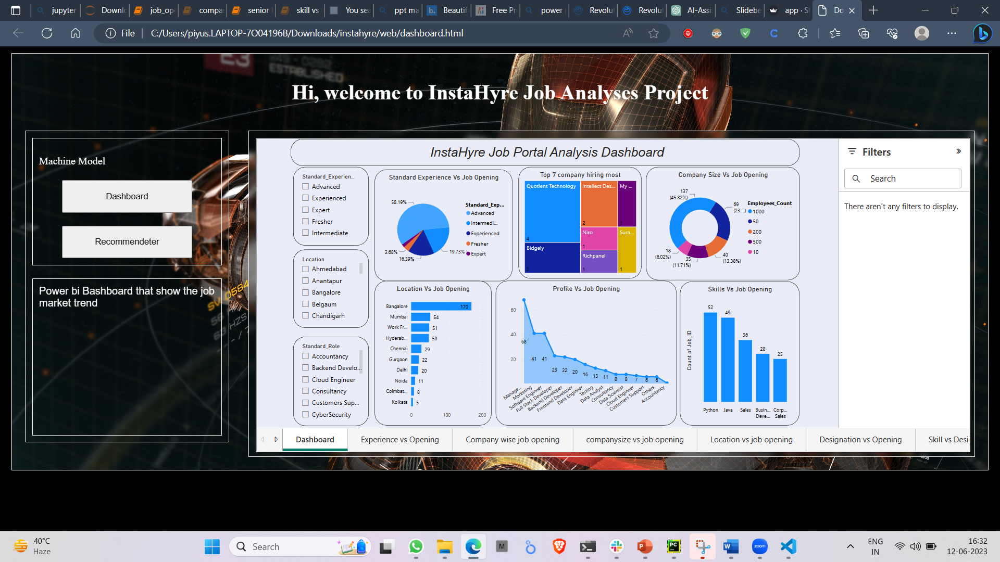 jupyter
Downl
job_op
compa
senior
skill vs
You sea
ppt ma
Beautif
Free Pr
power
Revolut
Revolut
AI-Assi
Slidebe
app · S
Do
File
C:/Users/piyus.LAPTOP-7O04196B/Downloads/instahyre/web/dashboard.html
E3
ESTABLISHED
Hi, welcome to InstaHyre Job Analyses Project
Machine Model
Dashboard
Recommendeter
Power bi Bashboard that show the job
market trend
InstaHyre Job Portal Analysis Dashboard
Standard_Experien...
Advanced
Experienced
Expert
Fresher
Intermediate
Location
Ahmedabad
Anantapur
Bangalore
Belgaum
Chandigarh
Standard_Role
Accountancy
Backend Develo...
Cloud Engineer
Consultancy
Customers Sup...
CyberSecurity
Standard Experience Vs Job Opening
58.19%
3.68%
16.39%
19.73%
Standard_Exp...
Advanced
Intermedi...
Experienced
Fresher
Expert
Top 7 company hiring most
Quotient Technology
4
Bidgely
2
Intellect Des...
2
Niro
1
Richpanel
1
My ...
1
Sura...
1
Company Size Vs Job Opening
137
(45.82%)
69
(23....)
40
(13.38%)
35
(11.71%)
18
(6.02%)
Employees_Count
1000
50
200
500
10
Location Vs Job Opening
Bangalore 170
Mumbai 54
Work Fr... 51
Hyderab... 50
Chennai 29
Gurgaon 22
Delhi 20
Noida 11
Coimbat... 8
Kolkata 5
0 100 200
Profile Vs Job Opening
60
40
20
68 41 41 23 22 20 16 13 11 8 8 7 6 6
Manage...
Marketing
Software Engineer
Full Stack Developer
Backend Developer
Frontend Developer
Data Engineer
Testing
Data Analyst
Consultancy
Data Scientist
Cloud Engineer
Customers Support
Others
Accountancy
Skills Vs Job Opening
Count of Job_ID
52 49 36 28 25
Python Java Sales Busin... Corp...
Deve... Sales
Filters
Search
There aren't any filters to display.
Dashboard
Experience vs Opening
Company wise job opening
companysize vs job opening
Location vs job opening
Designation vs Opening
Skill vs Desi
40°C
Haze
Search
ENG
IN
16:32
12-06-2023